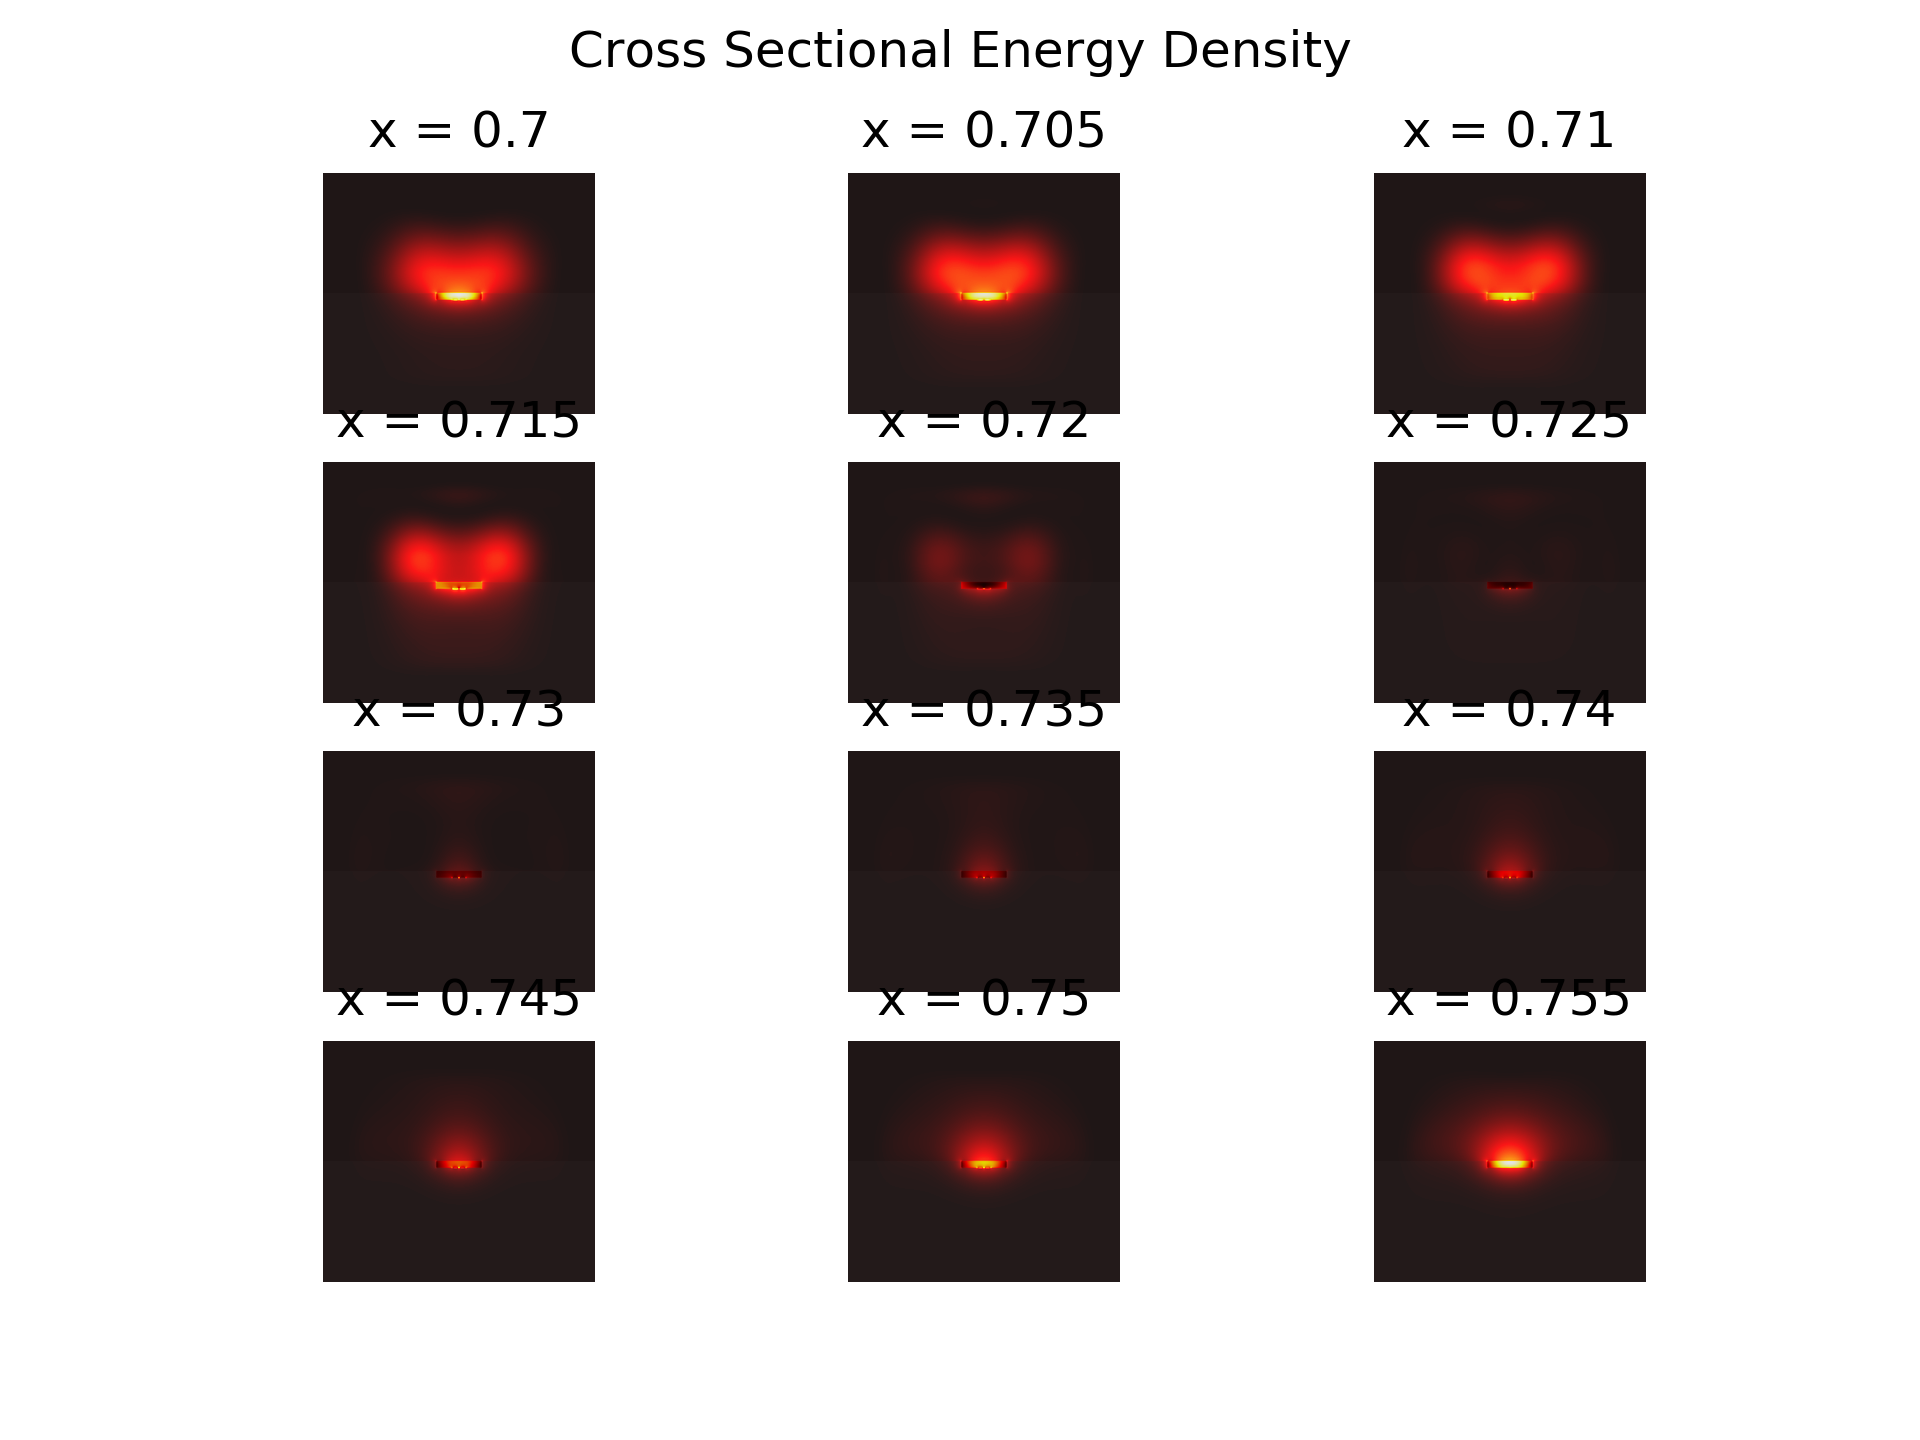 Cross Sectional Energy Density
x = 0.7
x = 0.705
x = 0.71
x = 0.715
x = 0.72
x = 0.725
x = 0.73
x = 0.735
x = 0.74
x = 0.745
x = 0.75
x = 0.755